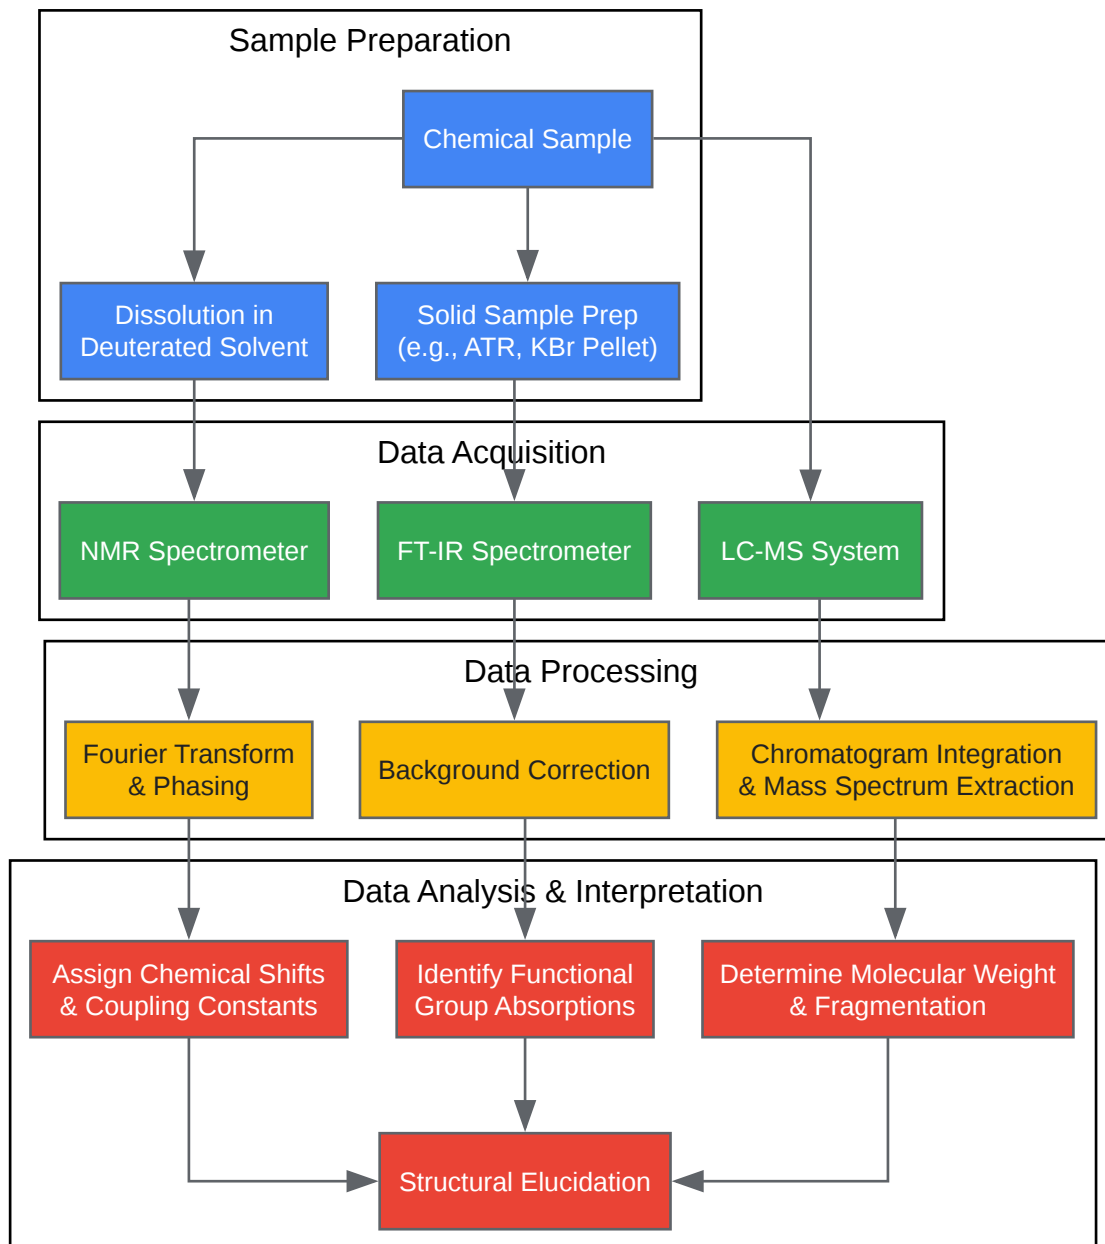 Sample Preparation
Chemical Sample
Dissolution in
Deuterated Solvent
Solid Sample Prep
(e.g., ATR, KBr Pellet)
Data Acquisition
NMR Spectrometer
FT-IR Spectrometer
LC-MS System
Data Processing
Fourier Transform
& Phasing
Background Correction
Chromatogram Integration
& Mass Spectrum Extraction
Data Analysis & Interpretation
Assign Chemical Shifts
& Coupling Constants
Identify Functional
Group Absorptions
Determine Molecular Weight
& Fragmentation
Structural Elucidation